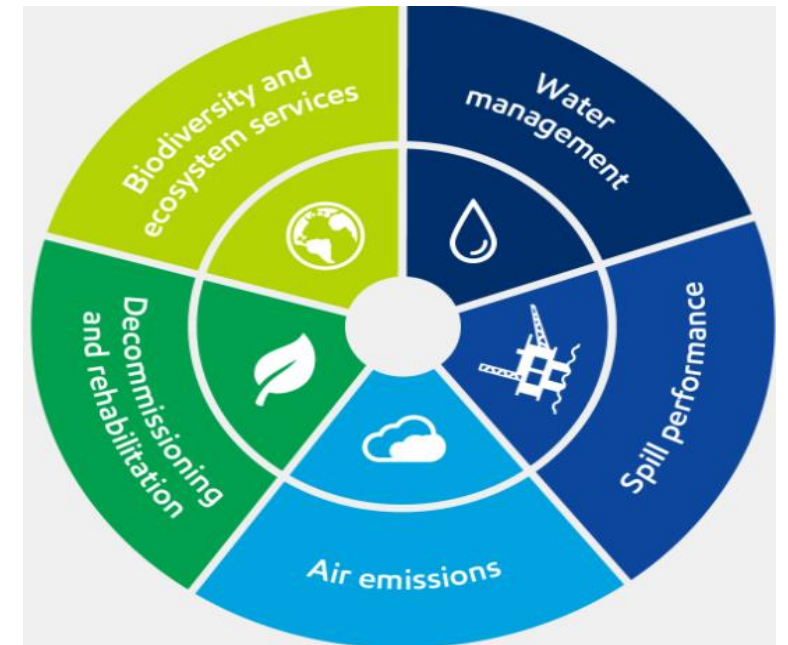 Biodiversity and
ecosystem services
Water
management
Spill performance
Air emissions
Decommissioning
and rehabilitation